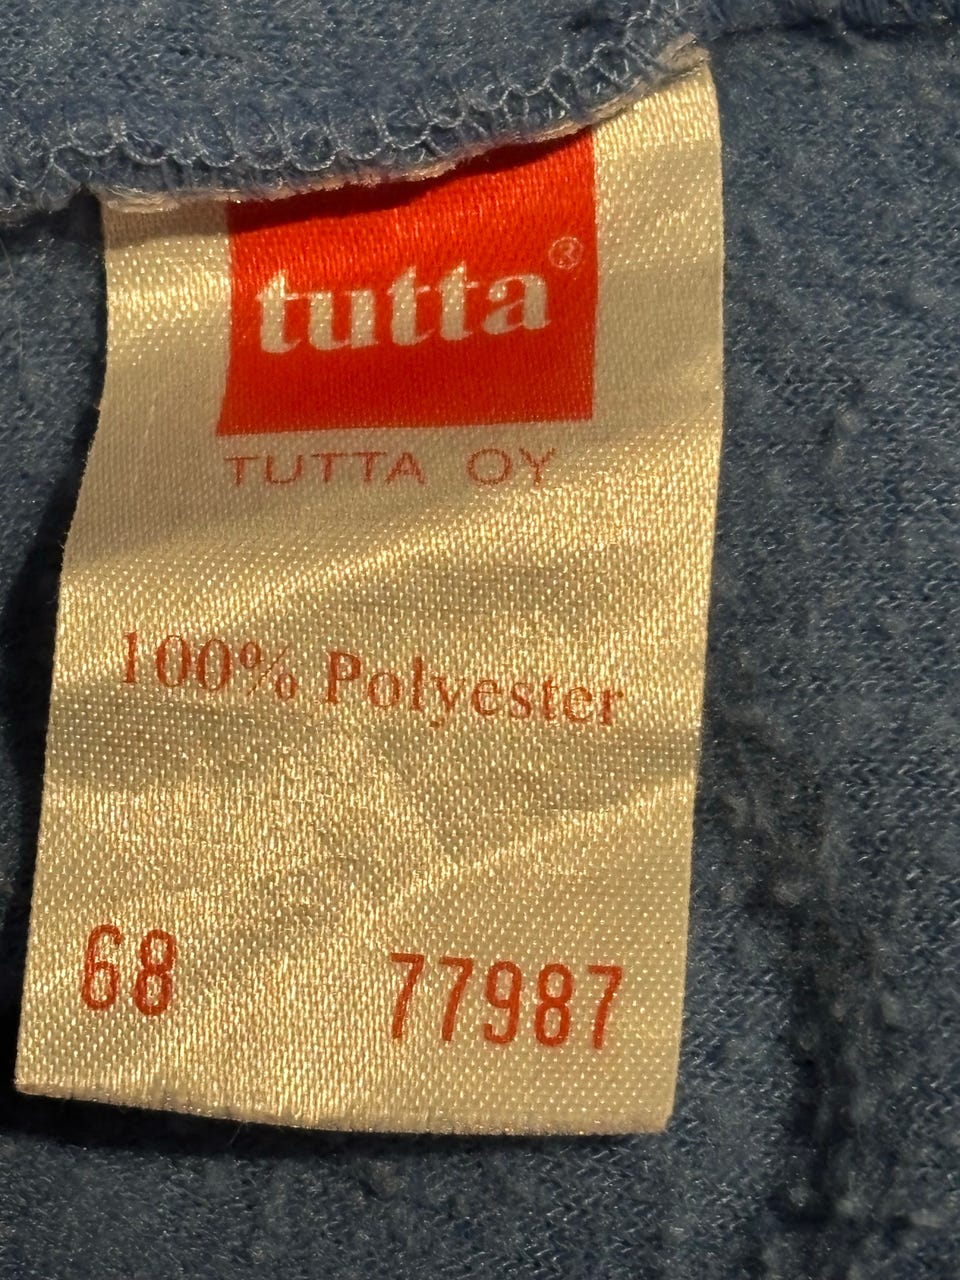 tutta®
TUTTA OY
100% Polyester
68 77987